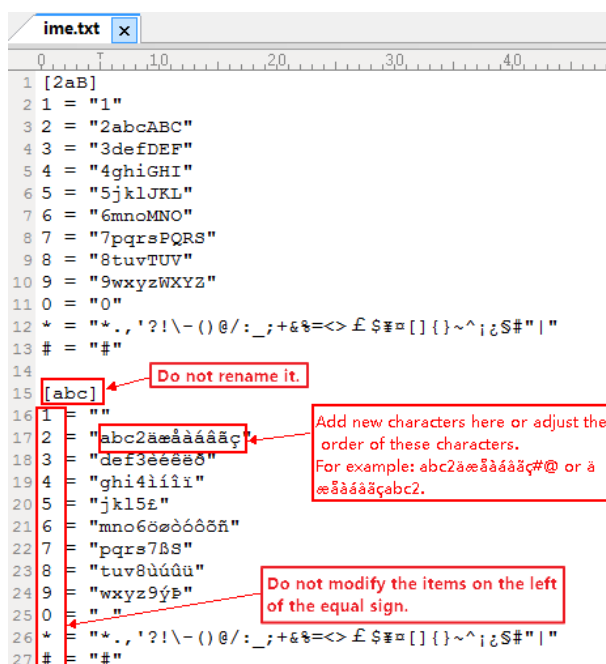 ime.txt x
0 10 20 30 40
1 [2aB]
2 1 = "1"
3 2 = "2abcABC"
4 3 = "3defDEF"
5 4 = "4ghiGHI"
6 5 = "5jklJKL"
7 6 = "6mnoMNO"
8 7 = "7pqrsPQRS"
9 8 = "8tuvTUV"
10 9 = "9wxyzWXYZ"
11 0 = "0"
12 * = "*.,'?!\-()@/:_;+&%=<>£$¥¤[]{}~^¡¿§#"|"
13 # = "#"
14
Do not rename it.
15 [abc]
16 1 = ""
17 2 = "abc2äæåàáâãç"
18 3 = "def3èéêëð"
19 4 = "ghi4ìíîï"
20 5 = "jkl5£"
21 6 = "mno6öøòóôõñ"
22 7 = "pqrs7ßS"
23 8 = "tuv8ùúûü"
24 9 = "wxyz9ýÞ"
25 0 = " "
26 * = "*.,'?!\-()@/:_;+&%=<>£$¥¤[]{}~^¡¿§#"|"
27 # = "#"
Add new characters here or adjust the
order of these characters.
For example: abc2äæåàáâãç#@ or ä
æåàáâãçabc2.
Do not modify the items on the left
of the equal sign.